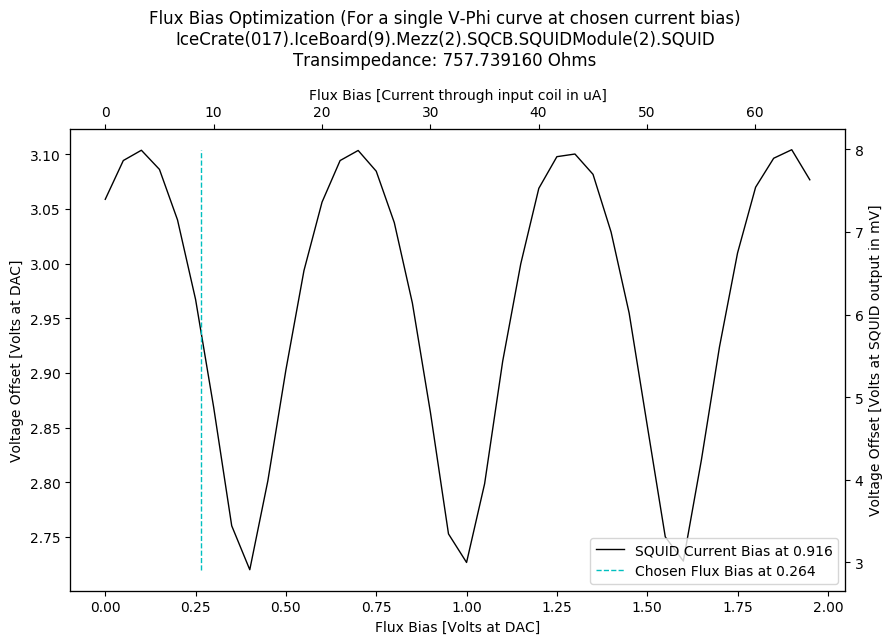 Flux Bias Optimization (For a single V-Phi curve at chosen current bias)
IceCrate(017).IceBoard(9).Mezz(2).SQCB.SQUIDModule(2).SQUID
Transimpedance: 757.739160 Ohms
Flux Bias [Current through input coil in uA]
0 10 20 30 40 50 60
Voltage Offset [Volts at DAC]
3.10
3.05
3.00
2.95
2.90
2.85
2.80
2.75
8
7
6
5
4
3
Voltage Offset [Volts at SQUID output in mV]
SQUID Current Bias at 0.916
Chosen Flux Bias at 0.264
0.00 0.25 0.50 0.75 1.00 1.25 1.50 1.75 2.00
Flux Bias [Volts at DAC]